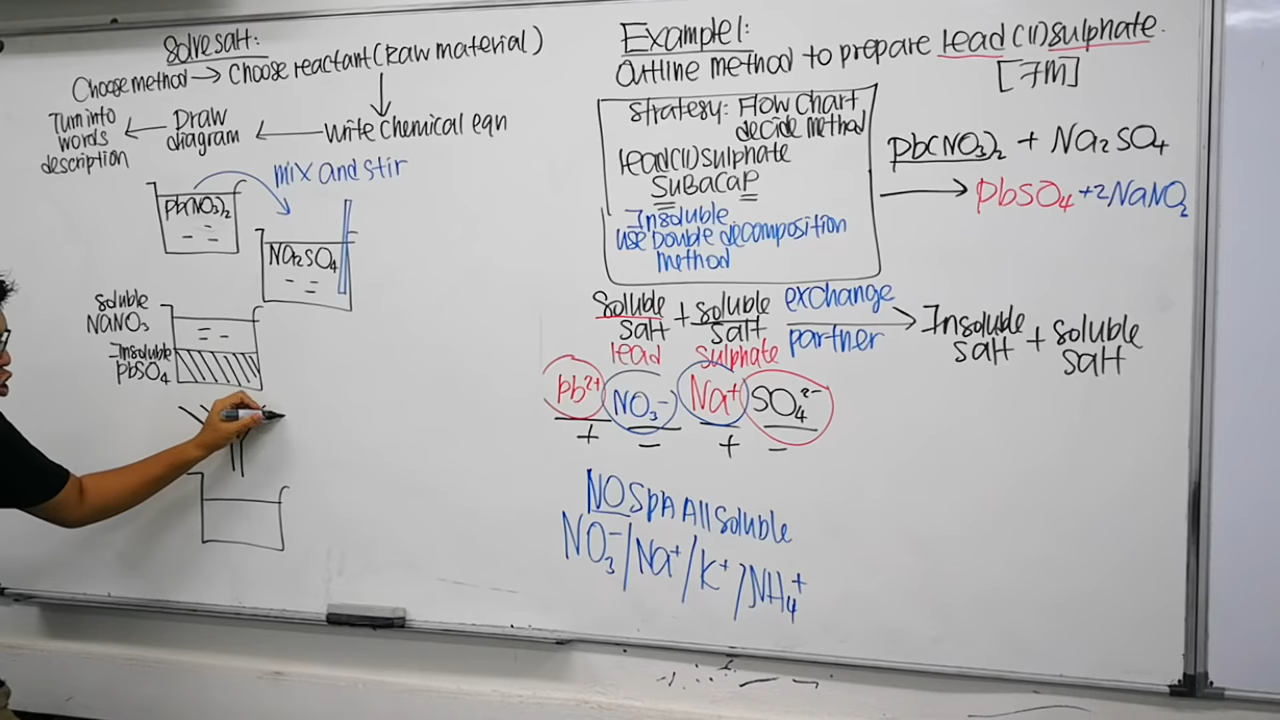 Solve salt:
Choose method → Choose reactant (Raw material)
↓
Write chemical eqn
← Draw diagram
← Turn into words description
mix and stir
Pb(NO₃)₂
Na₂SO₄
soluble
NaNO₃
Insoluble
PbSO₄
Example 1:
Outline method to prepare lead (II) sulphate.
[7M]
Strategy: Flow Chart
decide method
lead(II) sulphate
SUBACAP
Insoluble
use Double decomposition
method
Pb(NO₃)₂ + Na₂SO₄
→ PbSO₄ + 2NaNO₂
soluble salt + soluble salt exchange partner → Insoluble salt + soluble salt
lead sulphate
Pb²⁺ NO₃⁻ Na⁺ SO₄²⁻
+ - + -
NO SPA All Soluble
NO₃⁻/Na⁺/K⁺/NH₄⁺